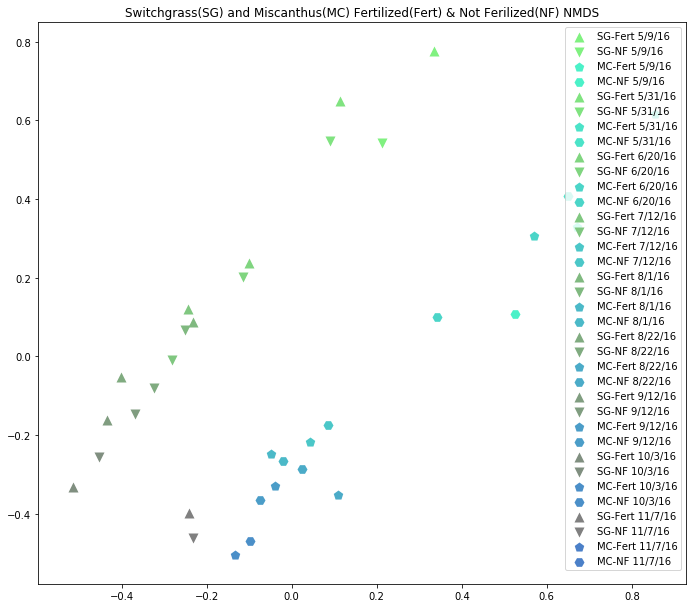 Switchgrass(SG) and Miscanthus(MC) Fertilized(Fert) & Not Ferilized(NF) NMDS
0.8
0.6
0.4
0.2
0.0
−0.2
−0.4
−0.4
−0.2
0.0
0.2
0.4
0.6
0.8
SG-Fert 5/9/16
SG-NF 5/9/16
MC-Fert 5/9/16
MC-NF 5/9/16
SG-Fert 5/31/16
SG-NF 5/31/16
MC-Fert 5/31/16
MC-NF 5/31/16
SG-Fert 6/20/16
SG-NF 6/20/16
MC-Fert 6/20/16
MC-NF 6/20/16
SG-Fert 7/12/16
SG-NF 7/12/16
MC-Fert 7/12/16
MC-NF 7/12/16
SG-Fert 8/1/16
SG-NF 8/1/16
MC-Fert 8/1/16
MC-NF 8/1/16
SG-Fert 8/22/16
SG-NF 8/22/16
MC-Fert 8/22/16
MC-NF 8/22/16
SG-Fert 9/12/16
SG-NF 9/12/16
MC-Fert 9/12/16
MC-NF 9/12/16
SG-Fert 10/3/16
SG-NF 10/3/16
MC-Fert 10/3/16
MC-NF 10/3/16
SG-Fert 11/7/16
SG-NF 11/7/16
MC-Fert 11/7/16
MC-NF 11/7/16